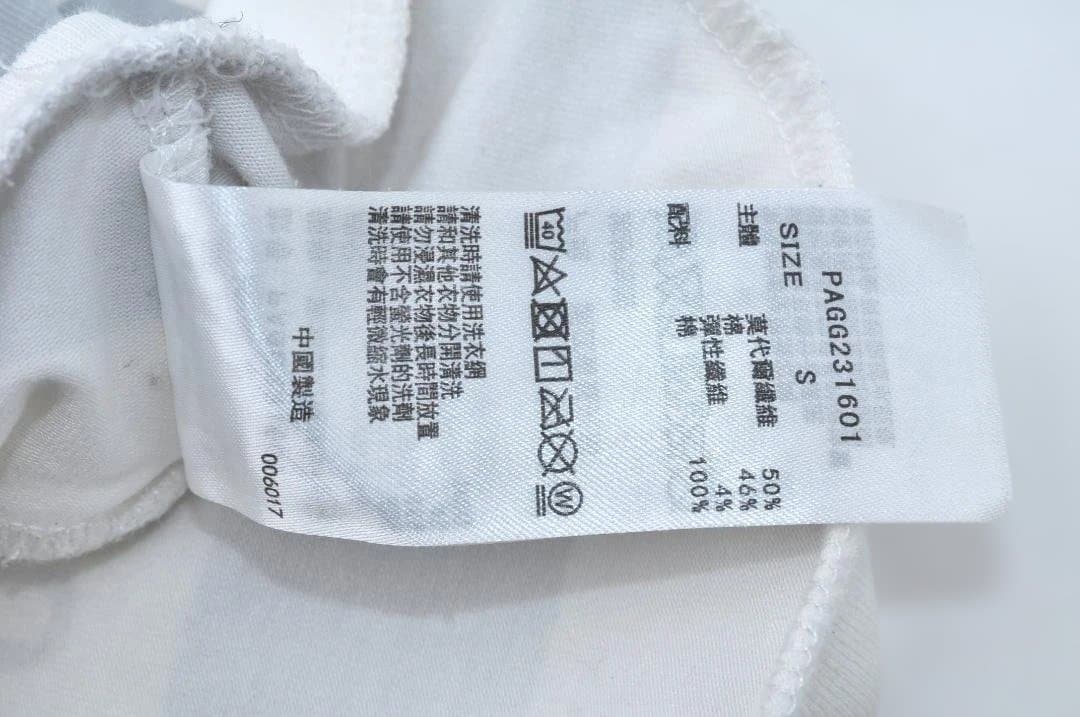 PAGG231601
SIZE S
主體 莫代爾纖維 50%
棉 46%
彈性纖維 4%
配料 棉 100%
40
W
清洗時請使用洗衣網
請和其他衣物分開清洗
請勿浸濕衣物後長時間放置
請使用不含螢光劑的洗劑
清洗時會有輕微縮水現象
中國製造
006017